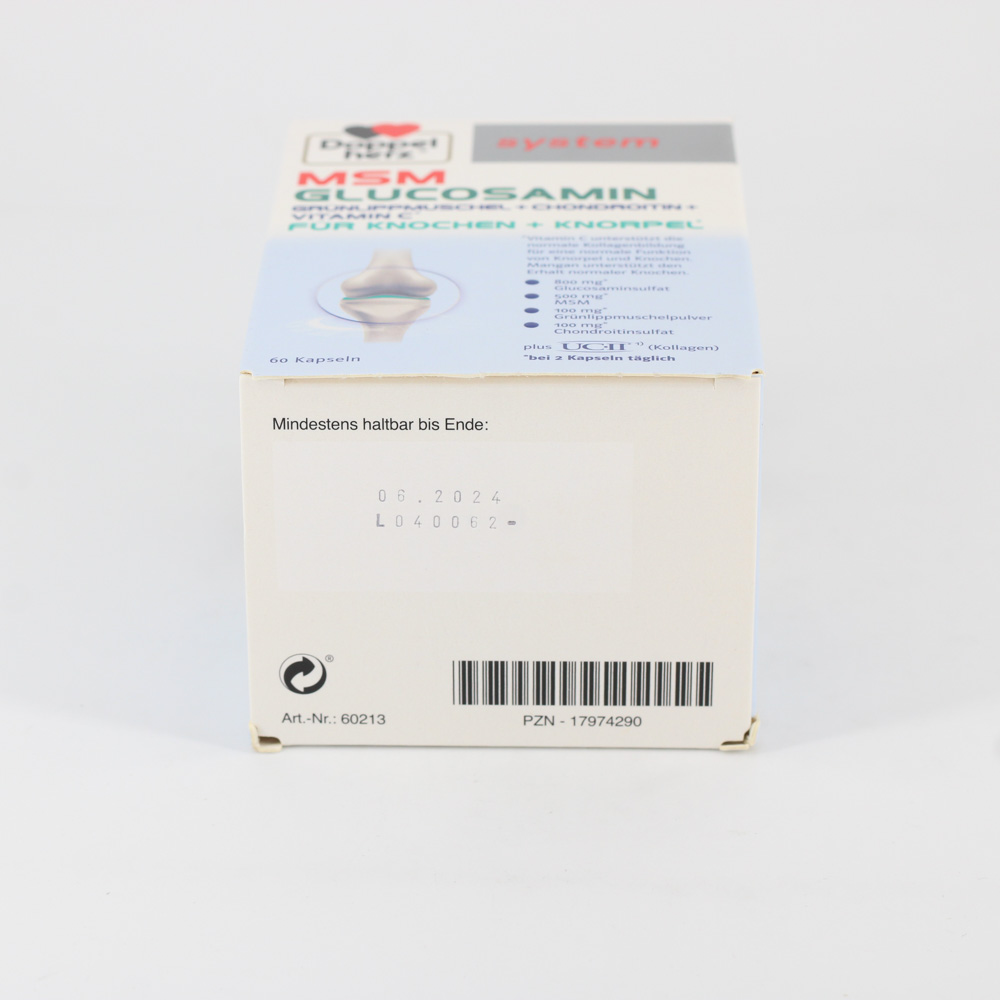 Doppel
herz®
system
MSM
GLUCOSAMIN
GRÜNLIPPMUSCHEL + CHONDROITIN +
VITAMIN C
FÜR KNOCHEN + KNORPEL*
*Vitamin C unterstützt die
normale Kollagenbildung
für eine normale Funktion
von Knorpel und Knochen.
Mangan unterstützt den
Erhalt normaler Knochen.
800 mg*
Glucosaminsulfat
500 mg*
MSM
100 mg*
Grünlippmuschelpulver
100 mg*
Chondroitinsulfat
plus UC-II® ¹⁾ (Kollagen)
*bei 2 Kapseln täglich
60 Kapseln
Mindestens haltbar bis Ende:
06.2024
L040062-
®
Art.-Nr.: 60213
PZN - 17974290